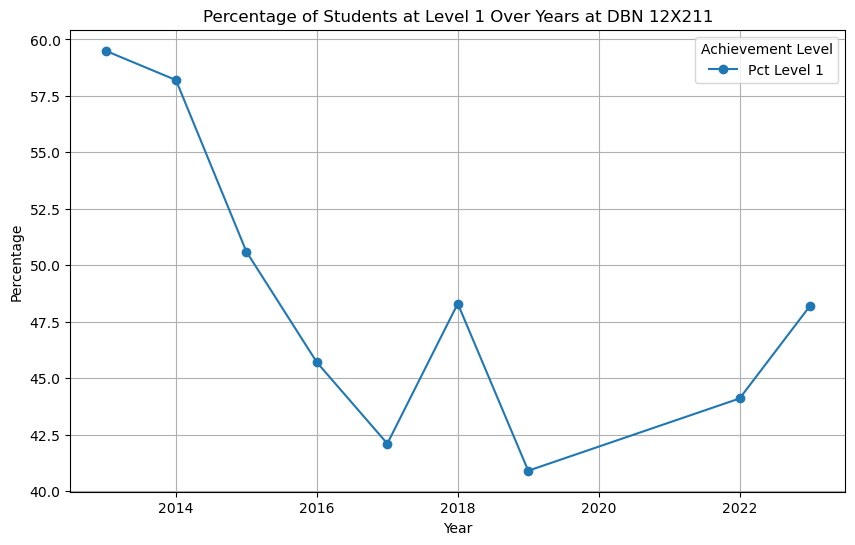 Percentage of Students at Level 1 Over Years at DBN 12X211
Achievement Level
Pct Level 1
Percentage
60.0
57.5
55.0
52.5
50.0
47.5
45.0
42.5
40.0
2014 2016 2018 2020 2022
Year